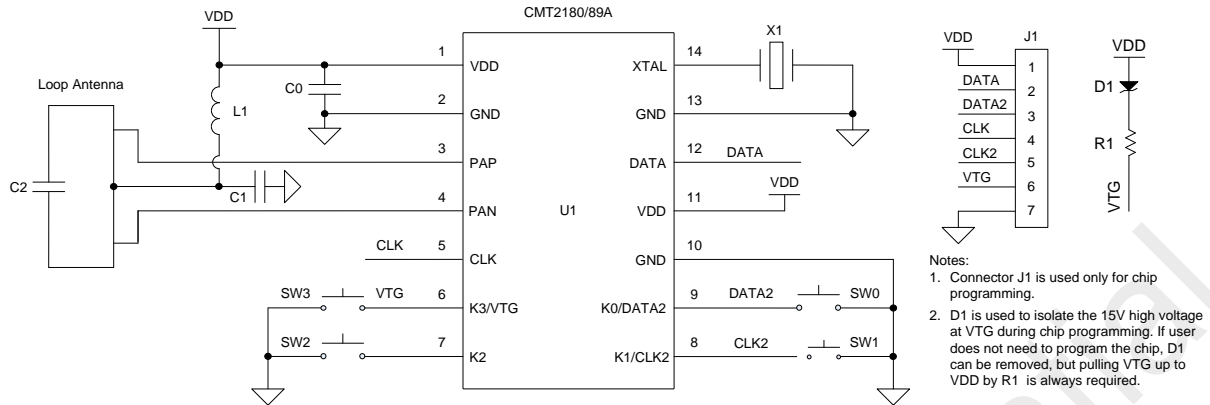 CMT2180/89A
VDD
Loop Antenna
C2
L1
C0
C1
1
VDD
2
GND
3
PAP
4
PAN
CLK
5
CLK
SW3
VTG
6
K3/VTG
SW2
7
K2
U1
14
XTAL
X1
13
GND
12
DATA
DATA
11
VDD
VDD
10
GND
9
K0/DATA2
DATA2
SW0
8
K1/CLK2
CLK2
SW1
VDD
J1
1
DATA
2
DATA2
3
CLK
4
CLK2
5
VTG
6
7
VDD
D1
R1
VTG
Notes:
1. Connector J1 is used only for chip
programming.
2. D1 is used to isolate the 15V high voltage
at VTG during chip programming. If user
does not need to program the chip, D1
can be removed, but pulling VTG up to
VDD by R1 is always required.